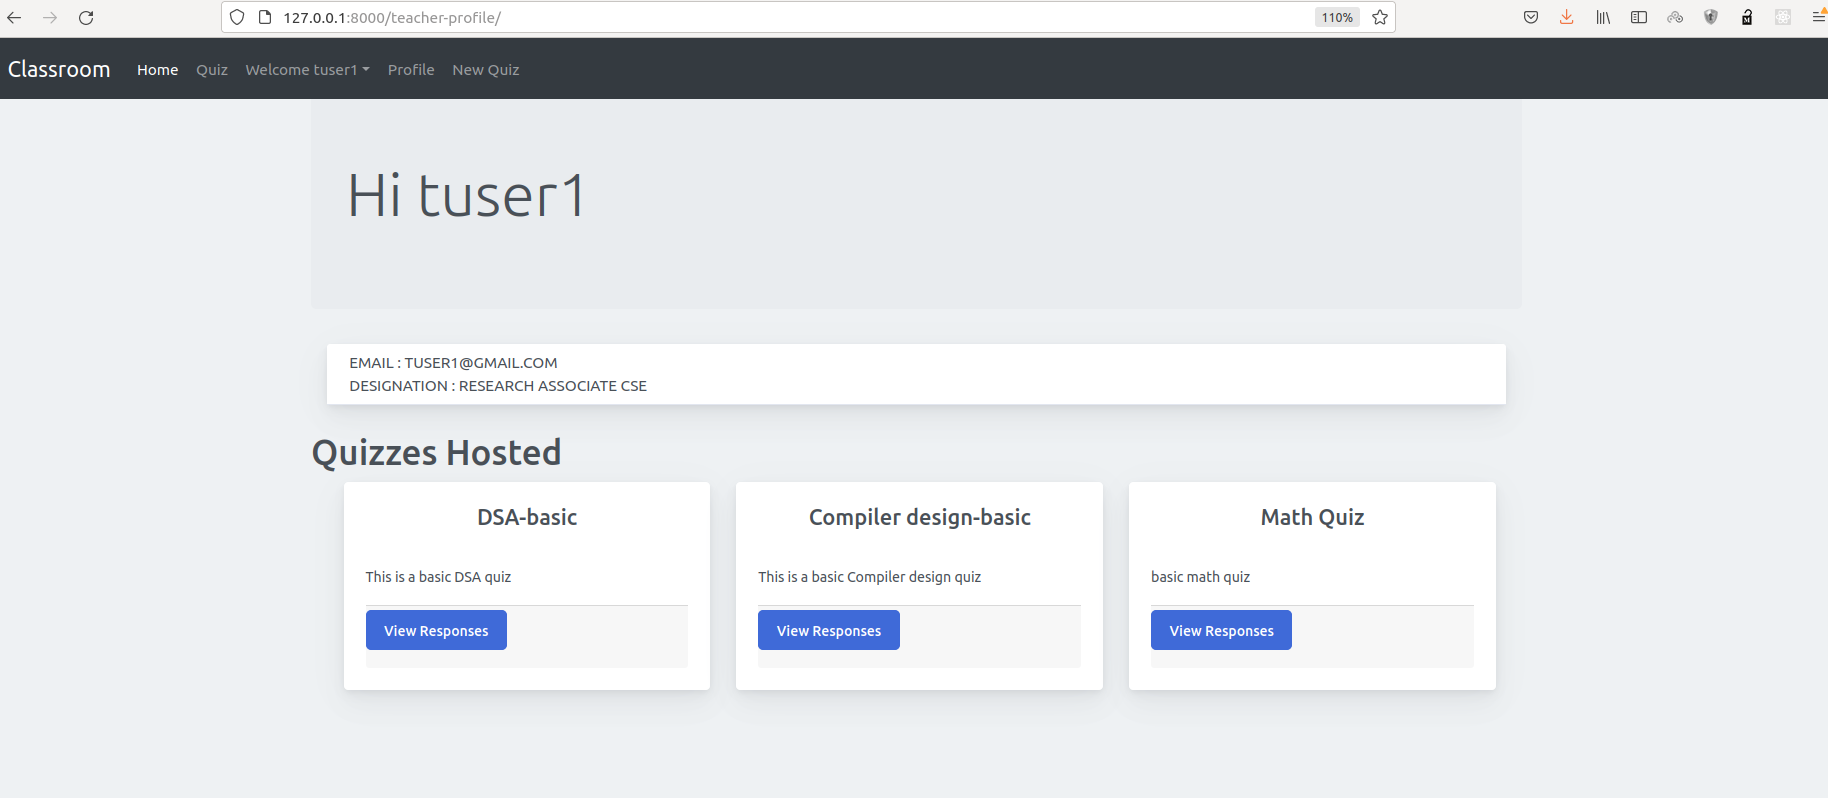 127.0.0.1:8000/teacher-profile/ 110%
Classroom Home Quiz Welcome tuser1 Profile New Quiz
Hi tuser1
EMAIL : TUSER1@GMAIL.COM
DESIGNATION : RESEARCH ASSOCIATE CSE
Quizzes Hosted
DSA-basic
This is a basic DSA quiz
View Responses
Compiler design-basic
This is a basic Compiler design quiz
View Responses
Math Quiz
basic math quiz
View Responses